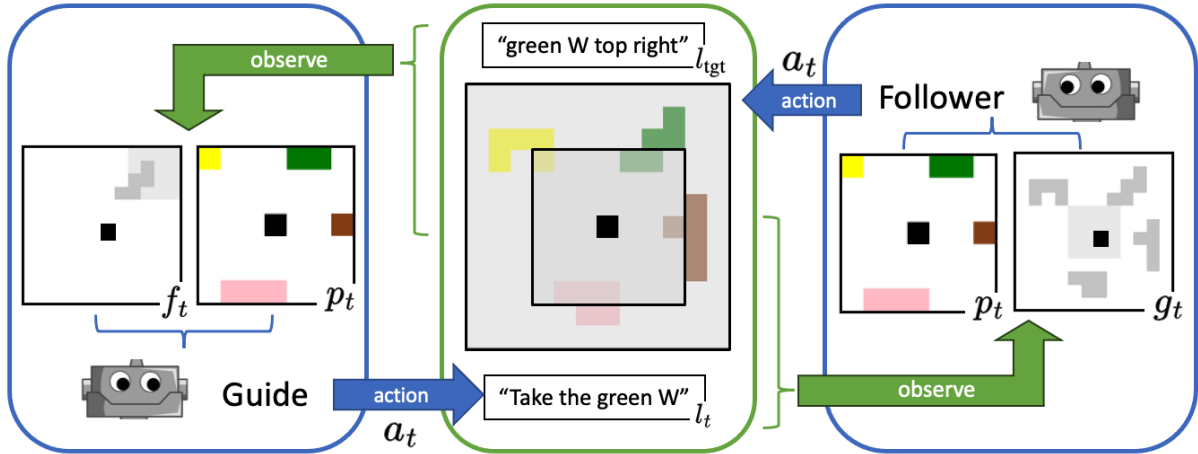 observe
f_t
p_t
Guide
action
a_t
“green W top right”
l_tgt
“Take the green W”
l_t
a_t
action
Follower
p_t
g_t
observe